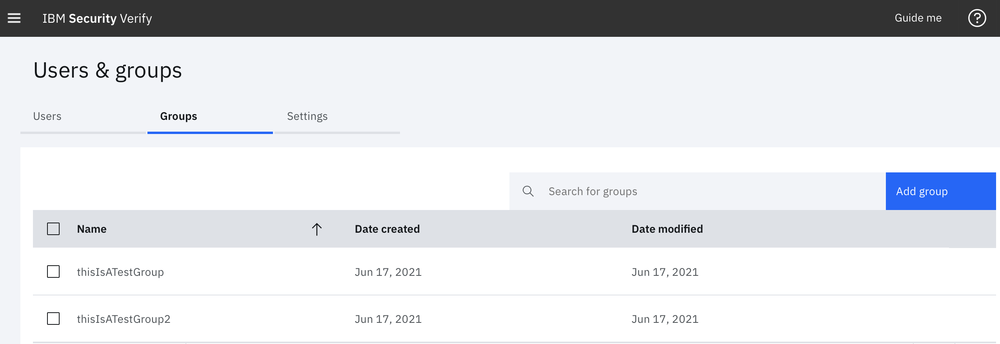 IBM Security Verify Guide me
Users & groups
Users Groups Settings
Search for groups Add group
Name Date created Date modified
thisIsATestGroup Jun 17, 2021 Jun 17, 2021
thisIsATestGroup2 Jun 17, 2021 Jun 17, 2021